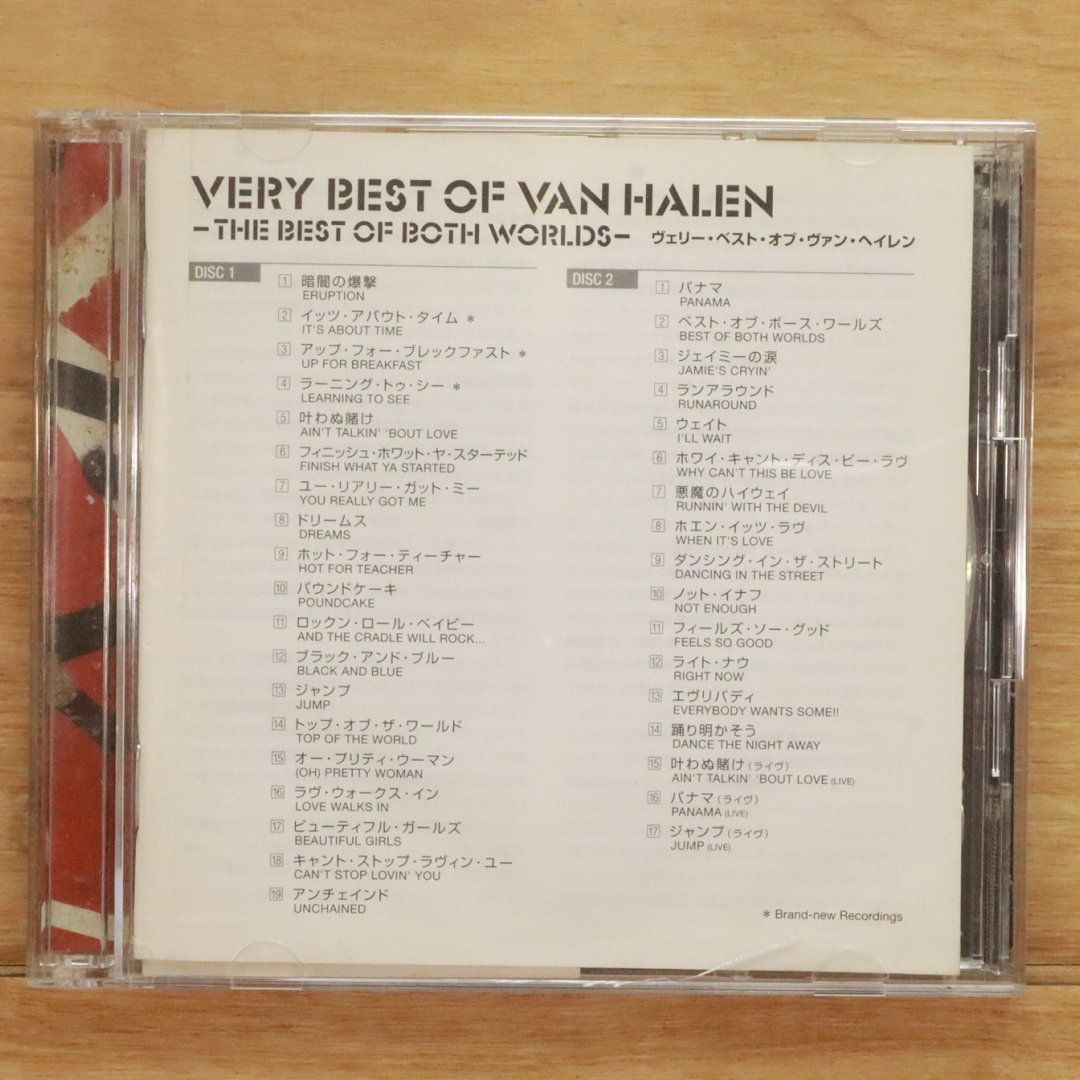 VERY BEST OF VAN HALEN
-THE BEST OF BOTH WORLDS- ヴェリー・ベスト・オブ・ヴァン・ヘイレン
DISC 1
1 暗闇の爆撃
ERUPTION
2 イッツ・アバウト・タイム *
IT'S ABOUT TIME
3 アップ・フォー・ブレックファスト *
UP FOR BREAKFAST
4 ラーニング・トゥ・シー *
LEARNING TO SEE
5 叶わぬ賭け
AIN'T TALKIN' 'BOUT LOVE
6 フィニッシュ・ホワット・ヤ・スターテッド
FINISH WHAT YA STARTED
7 ユー・リアリー・ガット・ミー
YOU REALLY GOT ME
8 ドリームス
DREAMS
9 ホット・フォー・ティーチャー
HOT FOR TEACHER
10 パウンドケーキ
POUNDCAKE
11 ロックン・ロール・ベイビー
AND THE CRADLE WILL ROCK...
12 ブラック・アンド・ブルー
BLACK AND BLUE
13 ジャンプ
JUMP
14 トップ・オブ・ザ・ワールド
TOP OF THE WORLD
15 オー・プリティ・ウーマン
(OH) PRETTY WOMAN
16 ラヴ・ウォークス・イン
LOVE WALKS IN
17 ビューティフル・ガールズ
BEAUTIFUL GIRLS
18 キャント・ストップ・ラヴィン・ユー
CAN'T STOP LOVIN' YOU
19 アンチェインド
UNCHAINED
DISC 2
1 パナマ
PANAMA
2 ベスト・オブ・ボース・ワールズ
BEST OF BOTH WORLDS
3 ジェイミーの涙
JAMIE'S CRYIN'
4 ランアラウンド
RUNAROUND
5 ウェイト
I'LL WAIT
6 ホワイ・キャント・ディス・ビー・ラヴ
WHY CAN'T THIS BE LOVE
7 悪魔のハイウェイ
RUNNIN' WITH THE DEVIL
8 ホエン・イッツ・ラヴ
WHEN IT'S LOVE
9 ダンシング・イン・ザ・ストリート
DANCING IN THE STREET
10 ノット・イナフ
NOT ENOUGH
11 フィールズ・ソー・グッド
FEELS SO GOOD
12 ライト・ナウ
RIGHT NOW
13 エヴリバディ
EVERYBODY WANTS SOME!!
14 踊り明かそう
DANCE THE NIGHT AWAY
15 叶わぬ賭け (ライヴ)
AIN'T TALKIN' 'BOUT LOVE (LIVE)
16 パナマ (ライヴ)
PANAMA (LIVE)
17 ジャンプ (ライヴ)
JUMP (LIVE)
* Brand-new Recordings